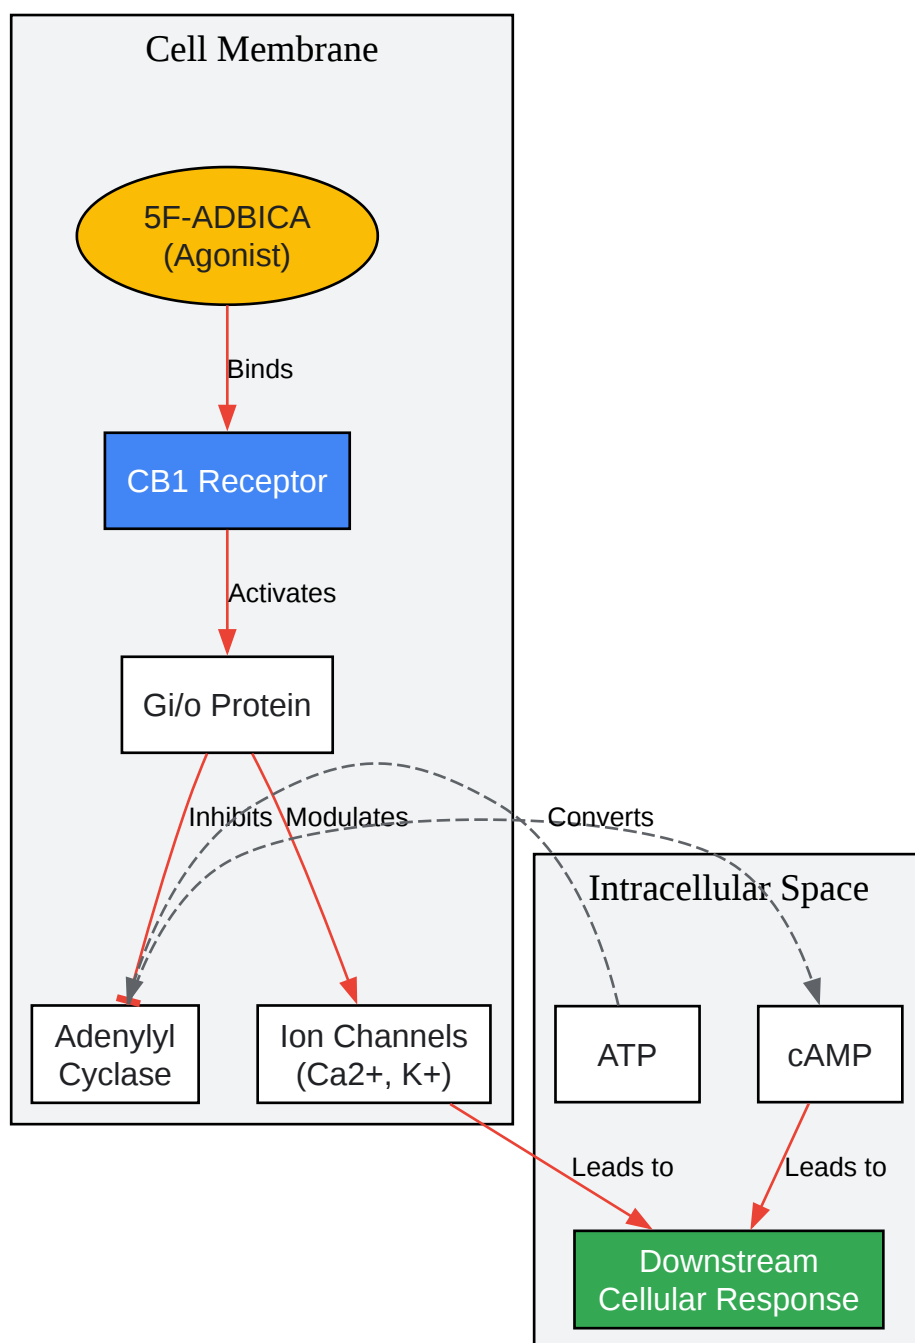 Cell Membrane
5F-ADBICA
(Agonist)
Binds
CB1 Receptor
Activates
Gi/o Protein
Inhibits
Modulates
Converts
Intracellular Space
Adenylyl
Cyclase
Ion Channels
(Ca2+, K+)
ATP
cAMP
Leads to
Leads to
Downstream
Cellular Response